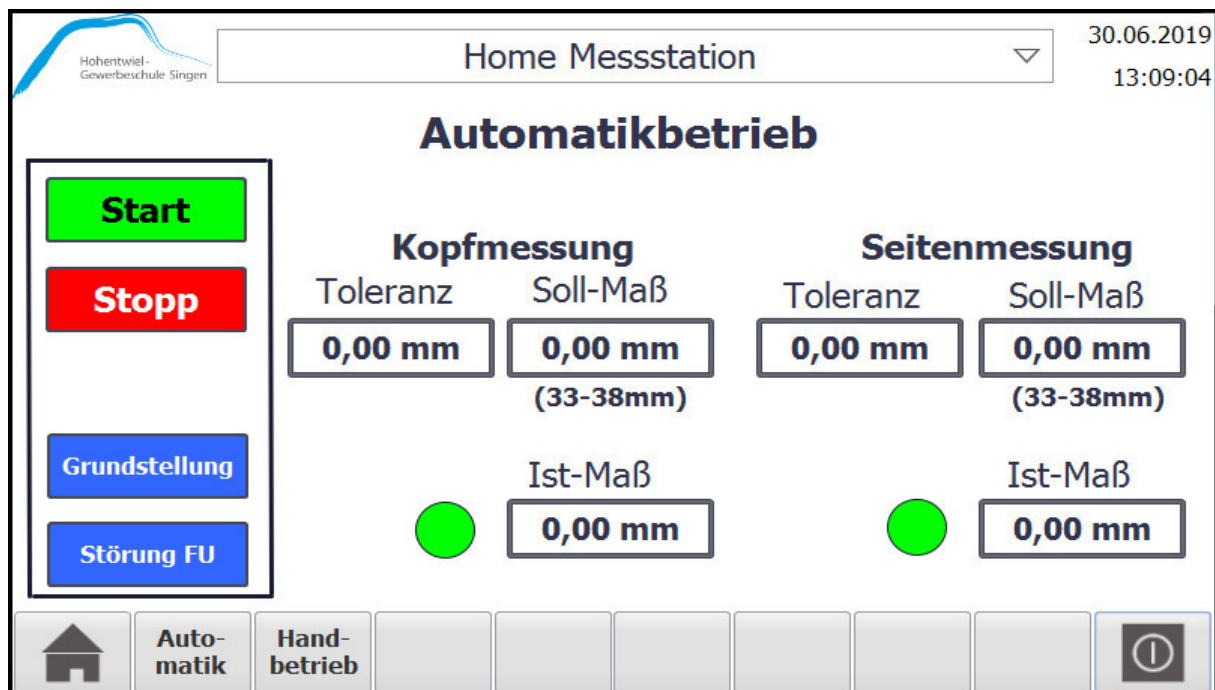 Hohentwiel-
Gewerbeschule Singen
Home Messstation
30.06.2019
13:09:04
Automatikbetrieb
Start
Stopp
Grundstellung
Störung FU
Kopfmessung
Toleranz Soll-Maß
0,00 mm 0,00 mm
(33-38mm)
Ist-Maß
0,00 mm
Seitenmessung
Toleranz Soll-Maß
0,00 mm 0,00 mm
(33-38mm)
Ist-Maß
0,00 mm
Auto-
matik
Hand-
betrieb